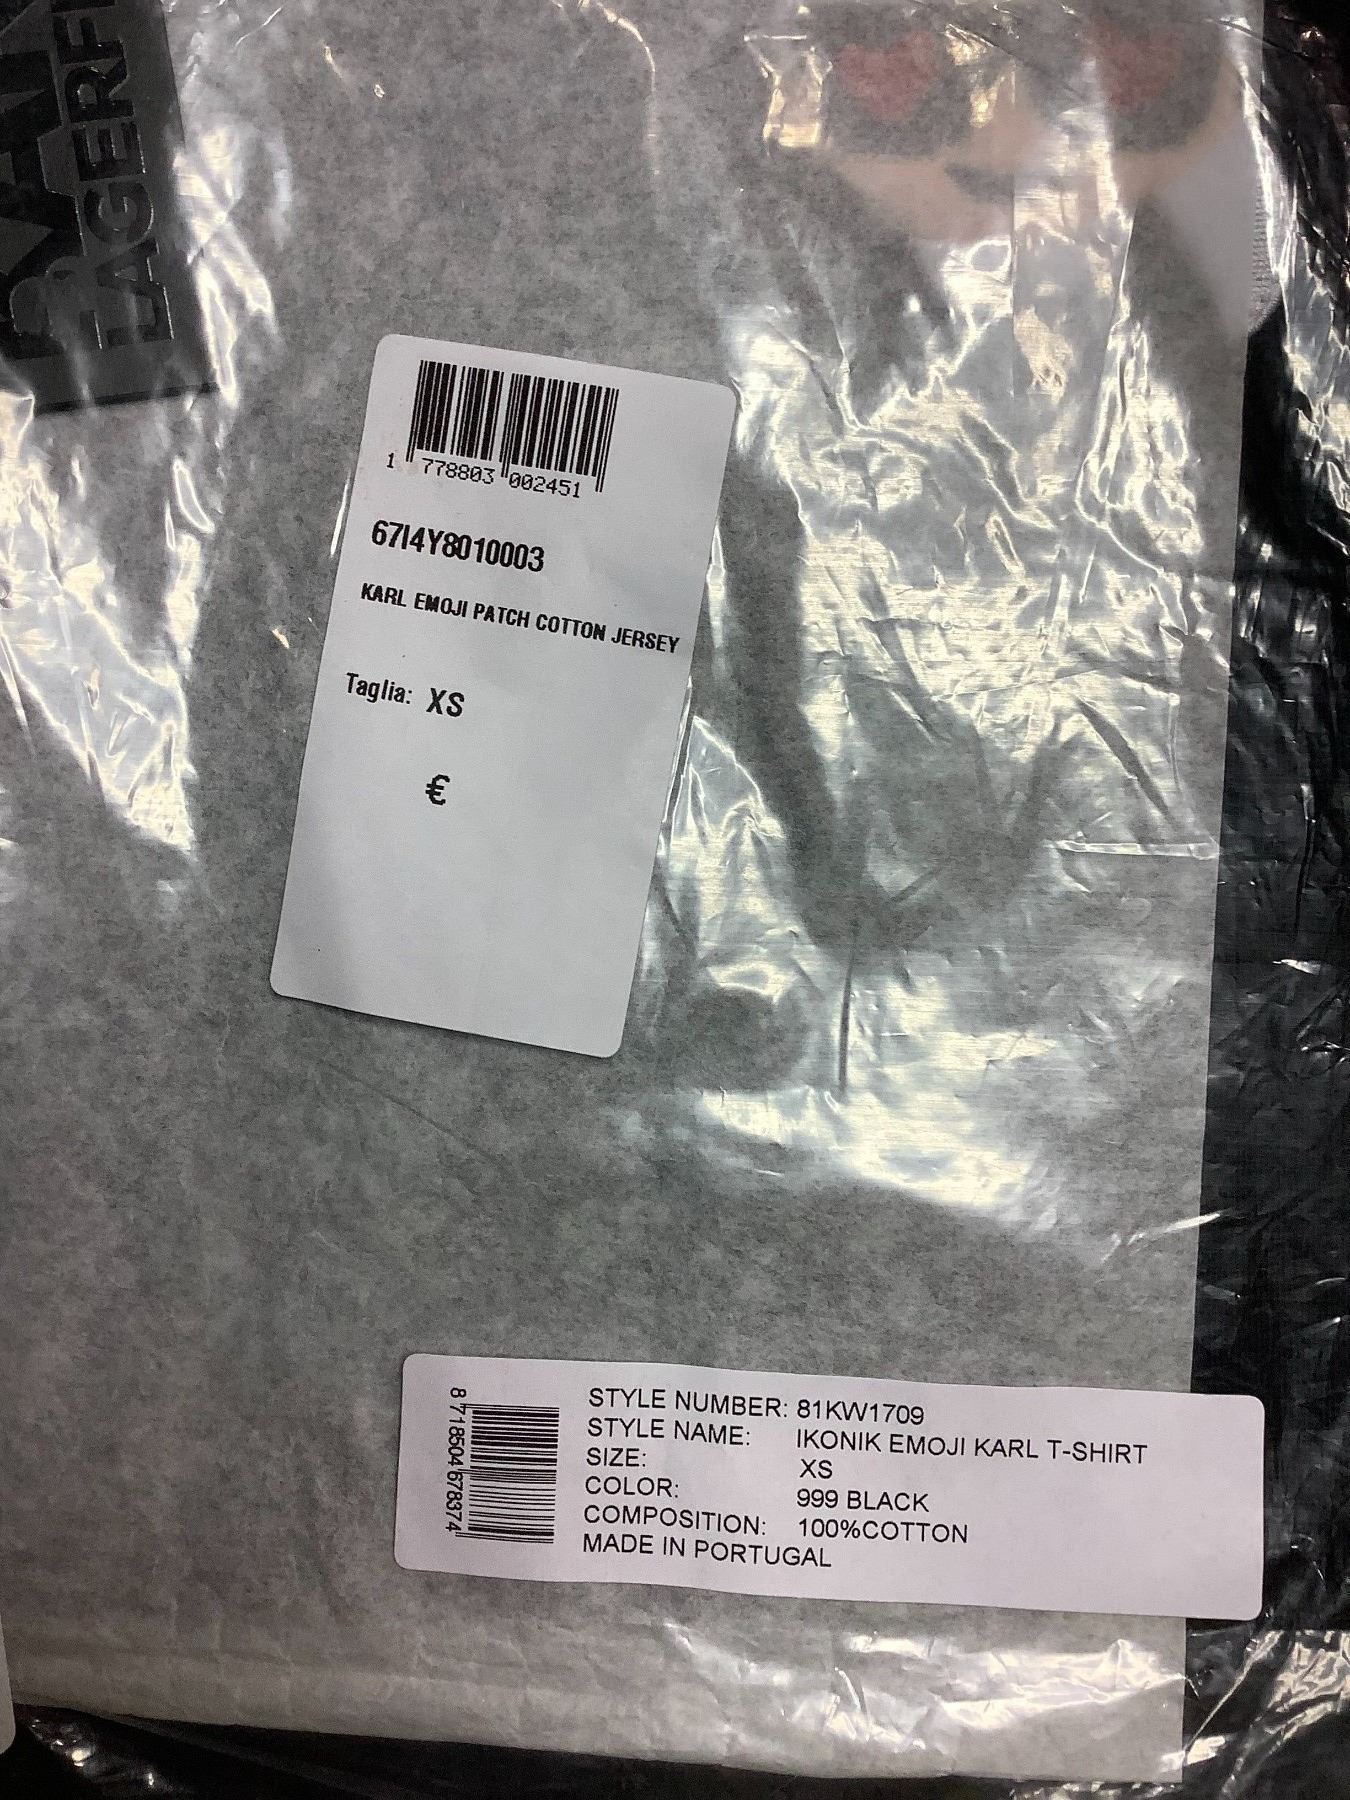 1 778803 002451
67I4Y8010003
KARL EMOJI PATCH COTTON JERSEY
Taglia: XS
€
8 718504 678374
STYLE NUMBER: 81KW1709
STYLE NAME: IKONIK EMOJI KARL T-SHIRT
SIZE: XS
COLOR: 999 BLACK
COMPOSITION: 100%COTTON
MADE IN PORTUGAL